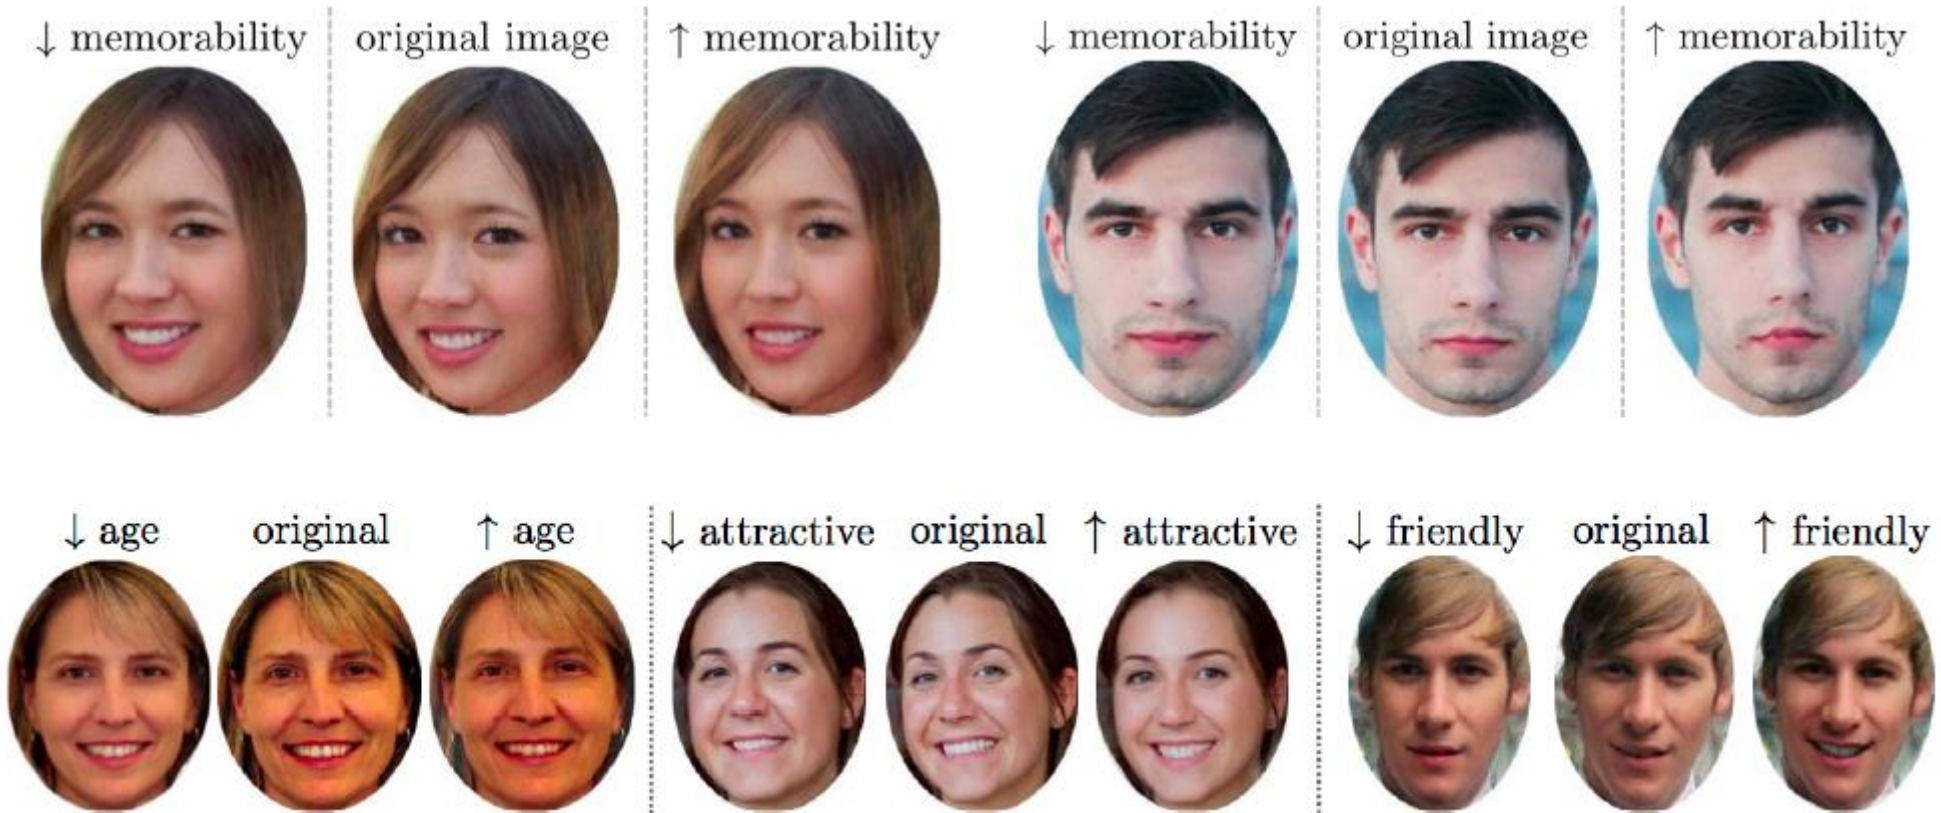 ↓ memorability original image ↑ memorability ↓ memorability original image ↑ memorability
↓ age original ↑ age ↓ attractive original ↑ attractive ↓ friendly original ↑ friendly